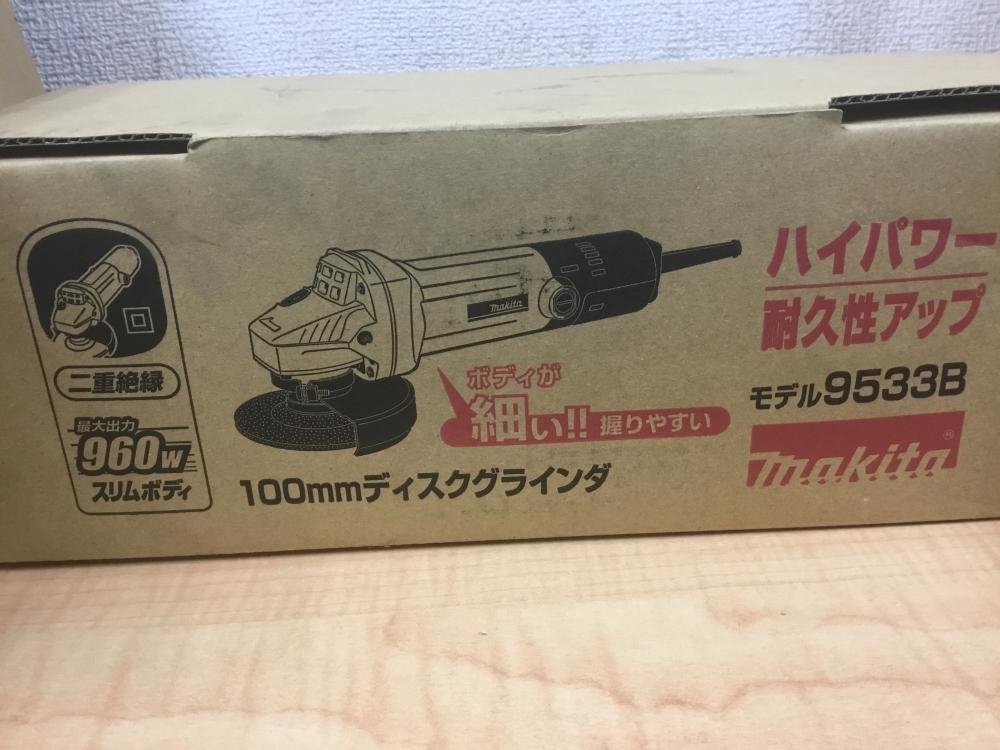 二重絶縁
最大出力
960W
スリムボディ
makita
ボディが
細い!! 握りやすい
100mmディスクグラインダ
ハイパワー
耐久性アップ
モデル9533B
makita®